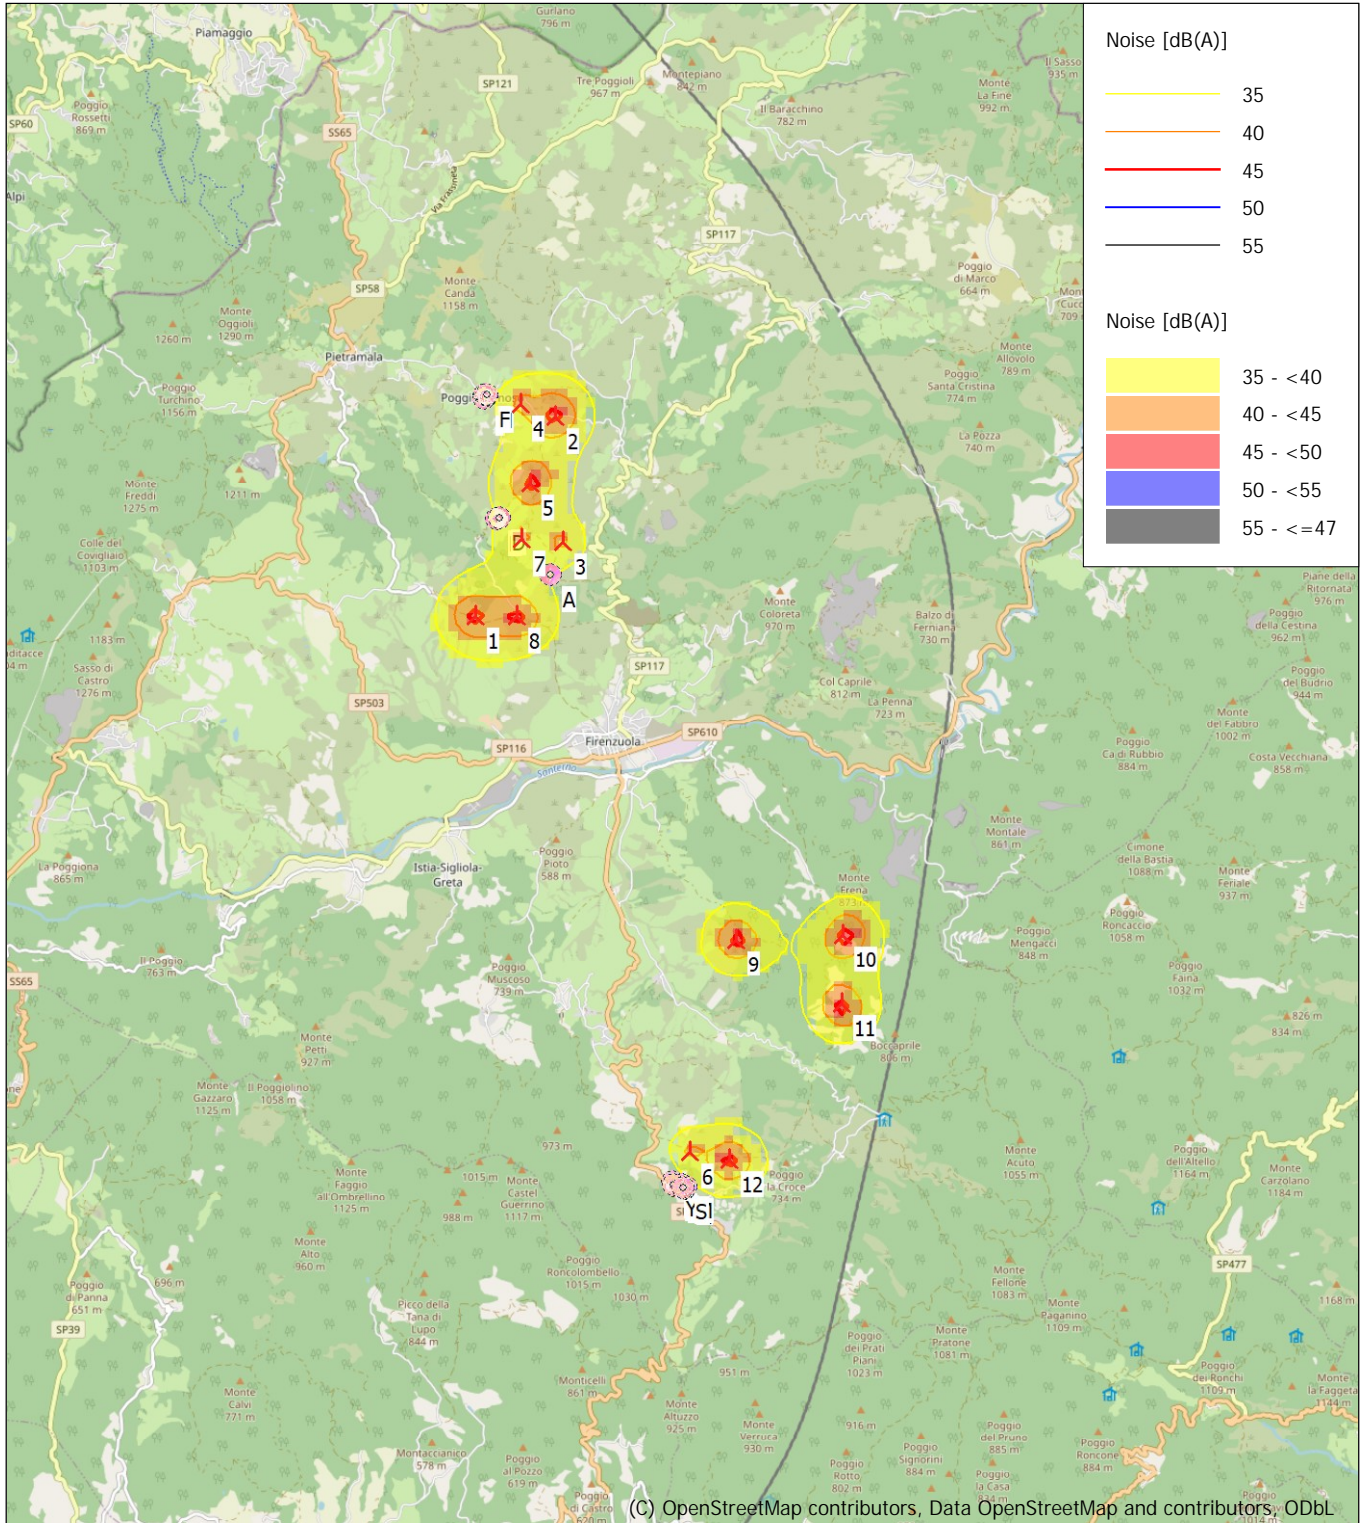 Gurlano
796 m
Piamaggio
SP121
Tre Poggioli
967 m
Montepiano
842 m
Il Sasso
935 m
Monte
La Fine
992 m
Poggio
Rossetti
869 m
SP60
SS65
Il Baracchino
782 m
Alpi
Via Frassineta
SP117
Poggio
di Marco
664 m
Monte
Canda
1158 m
SP58
Monte
Oggioli
1290 m
1260 m
Pietramala
Monte
Allovolo
789 m
Poggio
Santa Cristina
774 m
Poggio
Turchino
1156 m
F
4
2
La Pozza
740 m
1211 m
Monte
Freddi
1275 m
5
Colle del
Covigliaio
1103 m
7
3
A
Monte
Coloreta
970 m
Balzo di
Ferniana
730 m
Piane della
Ritornata
976 m
Poggio
della Cestina
962 m
1183 m
1
8
Sasso di
Castro
1276 m
SP117
Col Caprile
812 m
La Penna
723 m
Poggio
del Budrio
944 m
SP503
Monte
del Fabbro
1002 m
SP116
Firenzuola
SP610
Poggio
Ca di Rubbio
884 m
Costa Vecchiana
858 m
Santerno
Monte
Montale
861 m
La Poggiona
865 m
Poggio
Pioto
588 m
Istia-Sigliola-
Greta
Cimone
della Bastia
1088 m
Monte
Feriale
937 m
Monte
Frena
873 m
Poggio
Roncaccio
1058 m
Poggio
Mengacci
848 m
9
10
Il Poggio
763 m
Poggio
Muscoso
739 m
Poggio
Faina
1032 m
SS65
826 m
834 m
11
Monte
Petti
927 m
Boccaprile
806 m
Monte
Gazzaro
1125 m
Il Poggiolino
1058 m
973 m
Monte
Acuto
1055 m
Poggio
dell'Altello
1164 m
Monte
Carzolano
1184 m
Monte
Faggio
all'Ombrellino
1125 m
1015 m
Monte
Castel
Guerrino
1117 m
6
12
Poggio
la Croce
734 m
988 m
Monte
Alto
960 m
SP477
Poggio
di Panna
651 m
696 m
Poggio
Roncolombello
1015 m
1030 m
Monte
Fellone
1083 m
1168 m
Picco della
Tana di
Lupo
844 m
Monte
Paganino
1109 m
SP39
Poggio
dei Prati
Piani
1023 m
Monte
Pratone
1081 m
Poggio
dei Ronchi
1109 m
Monte
la Faggeta
1144 m
Monticelli
861 m
951 m
Monte
Calvi
771 m
Monte
Altuzzo
925 m
Monte
Verruca
930 m
916 m
Poggio
del Pruno
885 m
Montaccianico
578 m
Poggio
al Pozzo
619 m
Poggio
Signorini
884 m
Poggio
Roncone
884 m
Poggio
Rotto
802 m
Poggio
la Casa
834 m
Poggio
di Castro
620 m
(C) OpenStreetMap contributors, Data OpenStreetMap and contributors, ODbL
Noise [dB(A)]
35
40
45
50
55
Noise [dB(A)]
35 - <40
40 - <45
45 - <50
50 - <55
55 - <=47